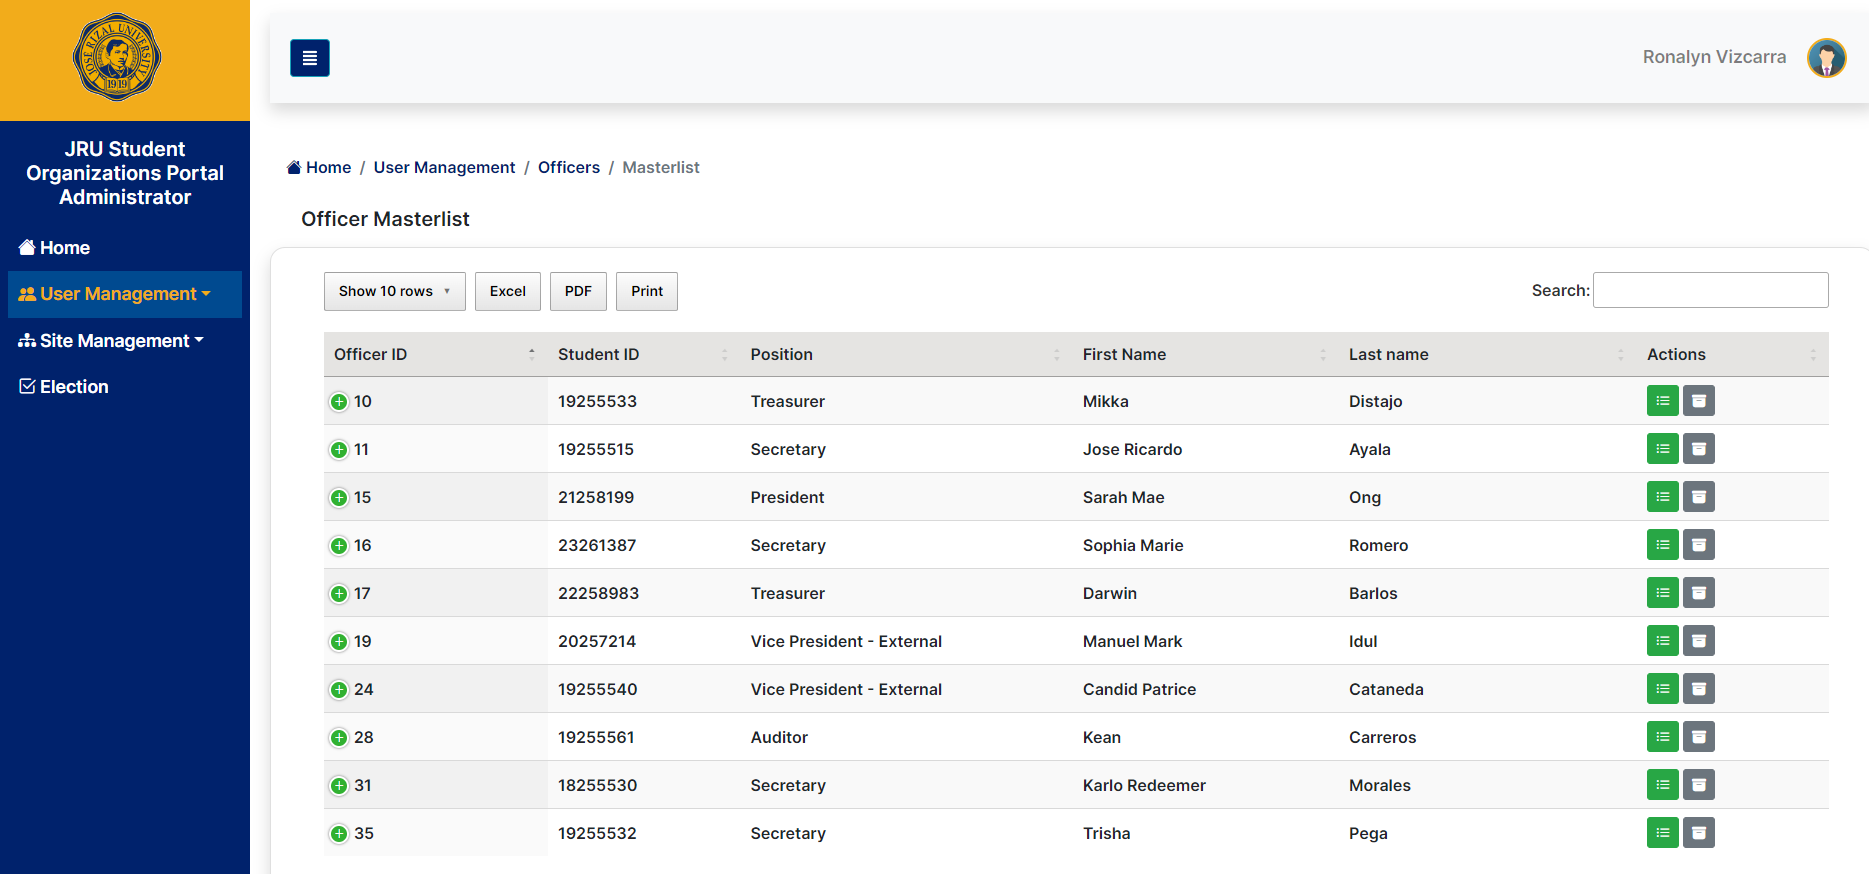 JOSE RIZAL UNIVERSITY
1919
JRU Student
Organizations Portal
Administrator
Home
User Management
Site Management
Election
Ronalyn Vizcarra
Home / User Management / Officers / Masterlist
Officer Masterlist
Show 10 rows Excel PDF Print Search:
Officer ID Student ID Position First Name Last name Actions
10 19255533 Treasurer Mikka Distajo
11 19255515 Secretary Jose Ricardo Ayala
15 21258199 President Sarah Mae Ong
16 23261387 Secretary Sophia Marie Romero
17 22258983 Treasurer Darwin Barlos
19 20257214 Vice President - External Manuel Mark Idul
24 19255540 Vice President - External Candid Patrice Cataneda
28 19255561 Auditor Kean Carreros
31 18255530 Secretary Karlo Redeemer Morales
35 19255532 Secretary Trisha Pega